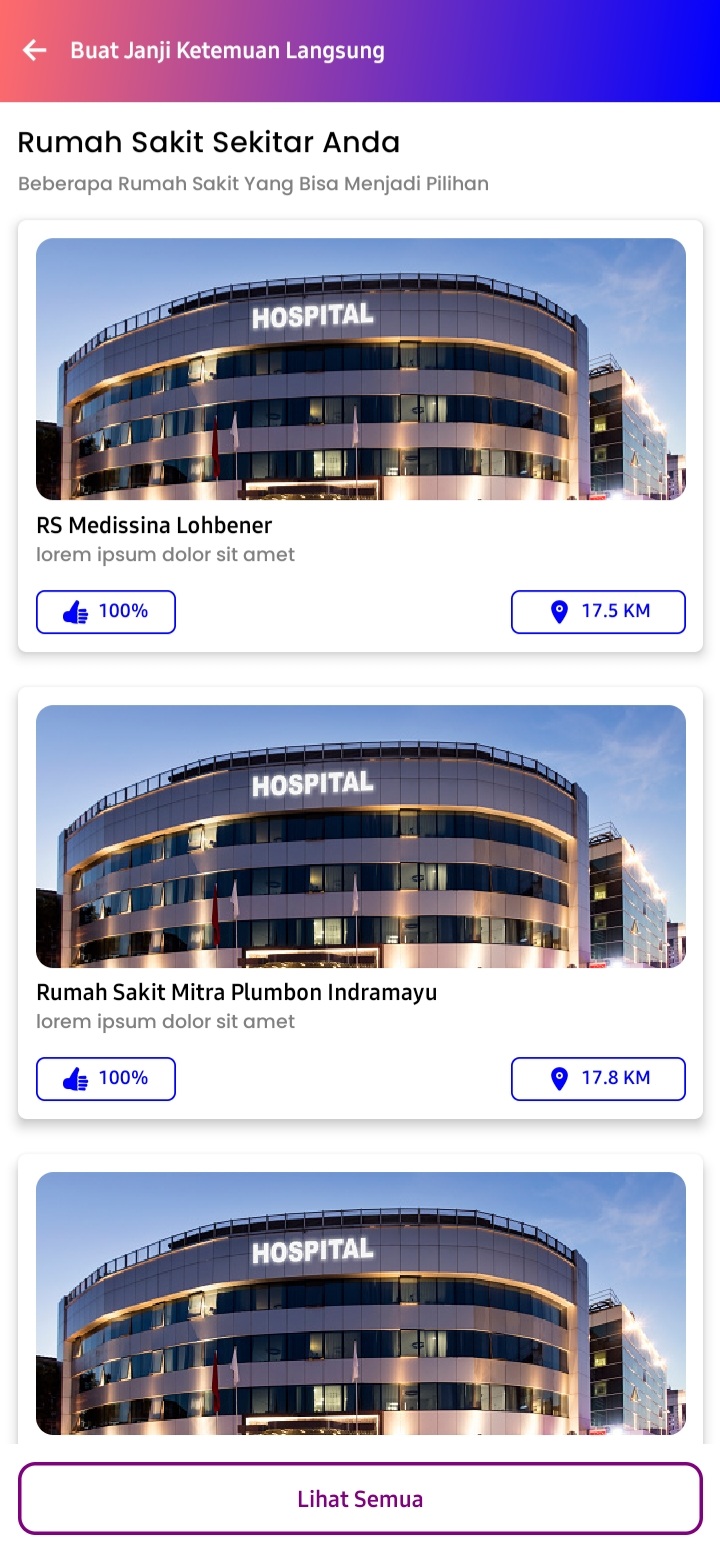 Buat Janji Ketemuan Langsung
Rumah Sakit Sekitar Anda
Beberapa Rumah Sakit Yang Bisa Menjadi Pilihan
HOSPITAL
RS Medissina Lohbener
lorem ipsum dolor sit amet
100%
17.5 KM
HOSPITAL
Rumah Sakit Mitra Plumbon Indramayu
lorem ipsum dolor sit amet
100%
17.8 KM
HOSPITAL
Lihat Semua